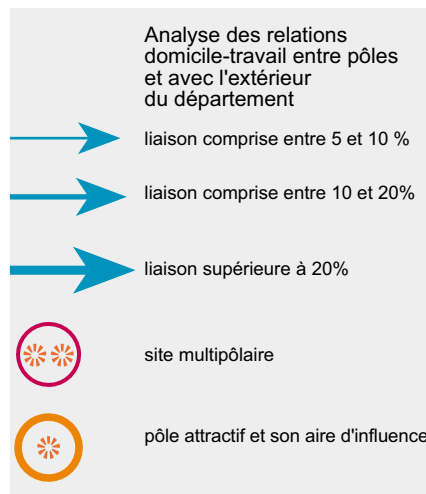 Analyse des relations
domicile-travail entre pôles
et avec l'extérieur
du département
liaison comprise entre 5 et 10 %
liaison comprise entre 10 et 20%
liaison supérieure à 20%
site multipôlaire
pôle attractif et son aire d'influence